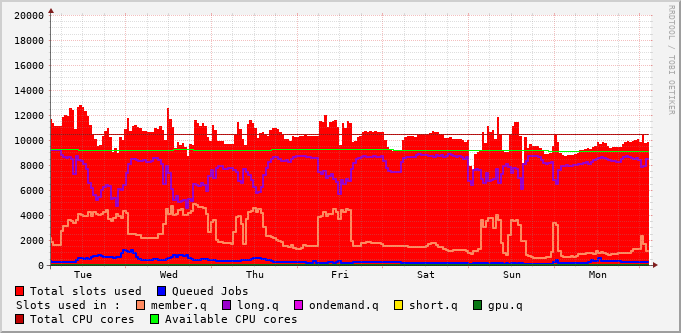 RRDTOOL / TOBI OETIKER
20000
18000
16000
14000
12000
10000
8000
6000
4000
2000
0
Tue Wed Thu Fri Sat Sun Mon
Total slots used Queued Jobs
Slots used in : member.q long.q ondemand.q short.q gpu.q
Total CPU cores Available CPU cores